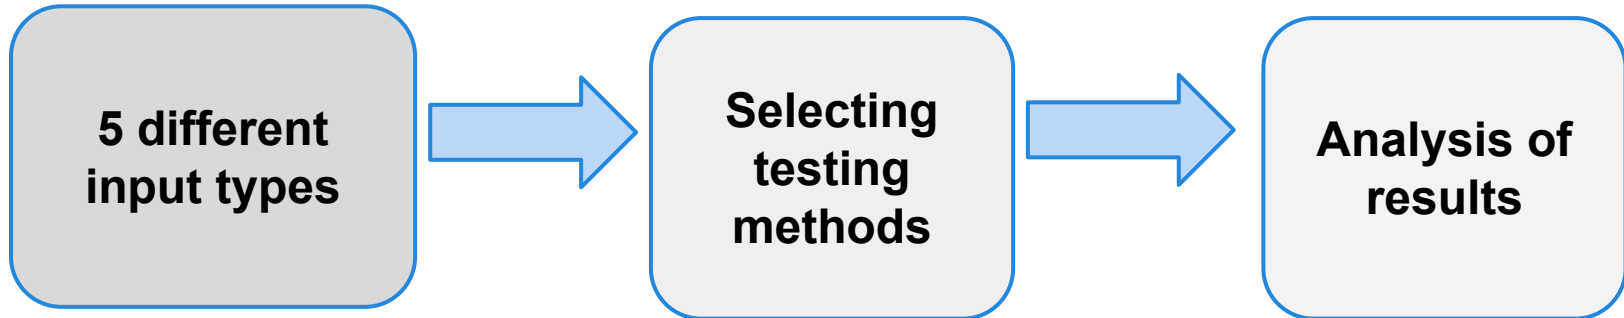 5 different
input types
Selecting
testing
methods
Analysis of
results